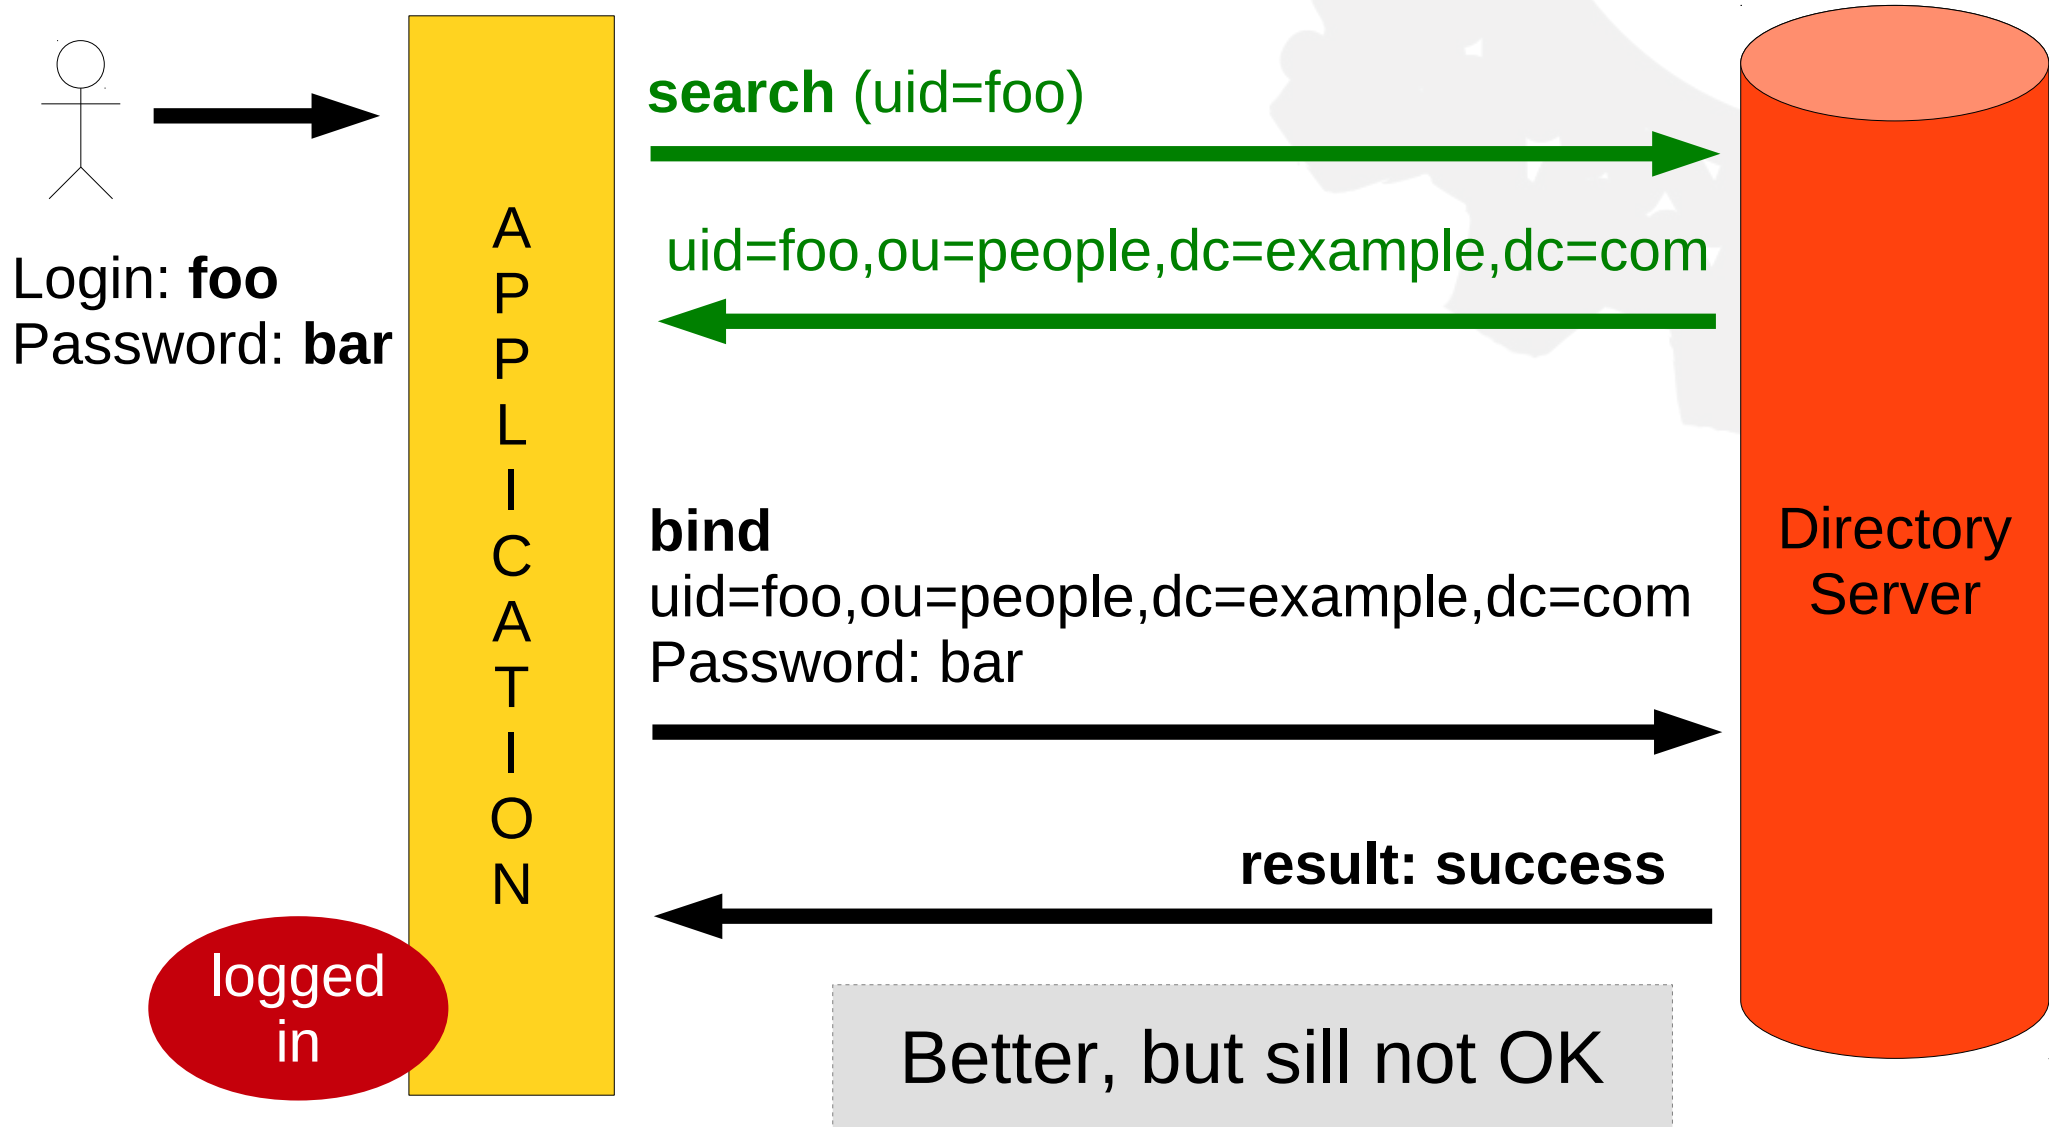 search (uid=foo)
uid=foo,ou=people,dc=example,dc=com
Login: foo
Password: bar
APPLICATION
bind
uid=foo,ou=people,dc=example,dc=com
Password: bar
Directory
Server
result: success
logged
in
Better, but sill not OK